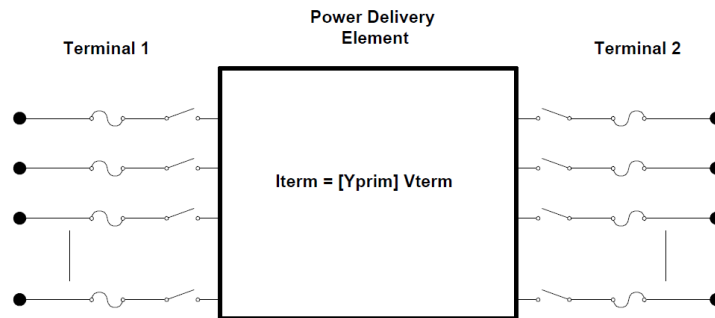 Power Delivery
Element
Terminal 1
Terminal 2
Iterm = [Yprim] Vterm